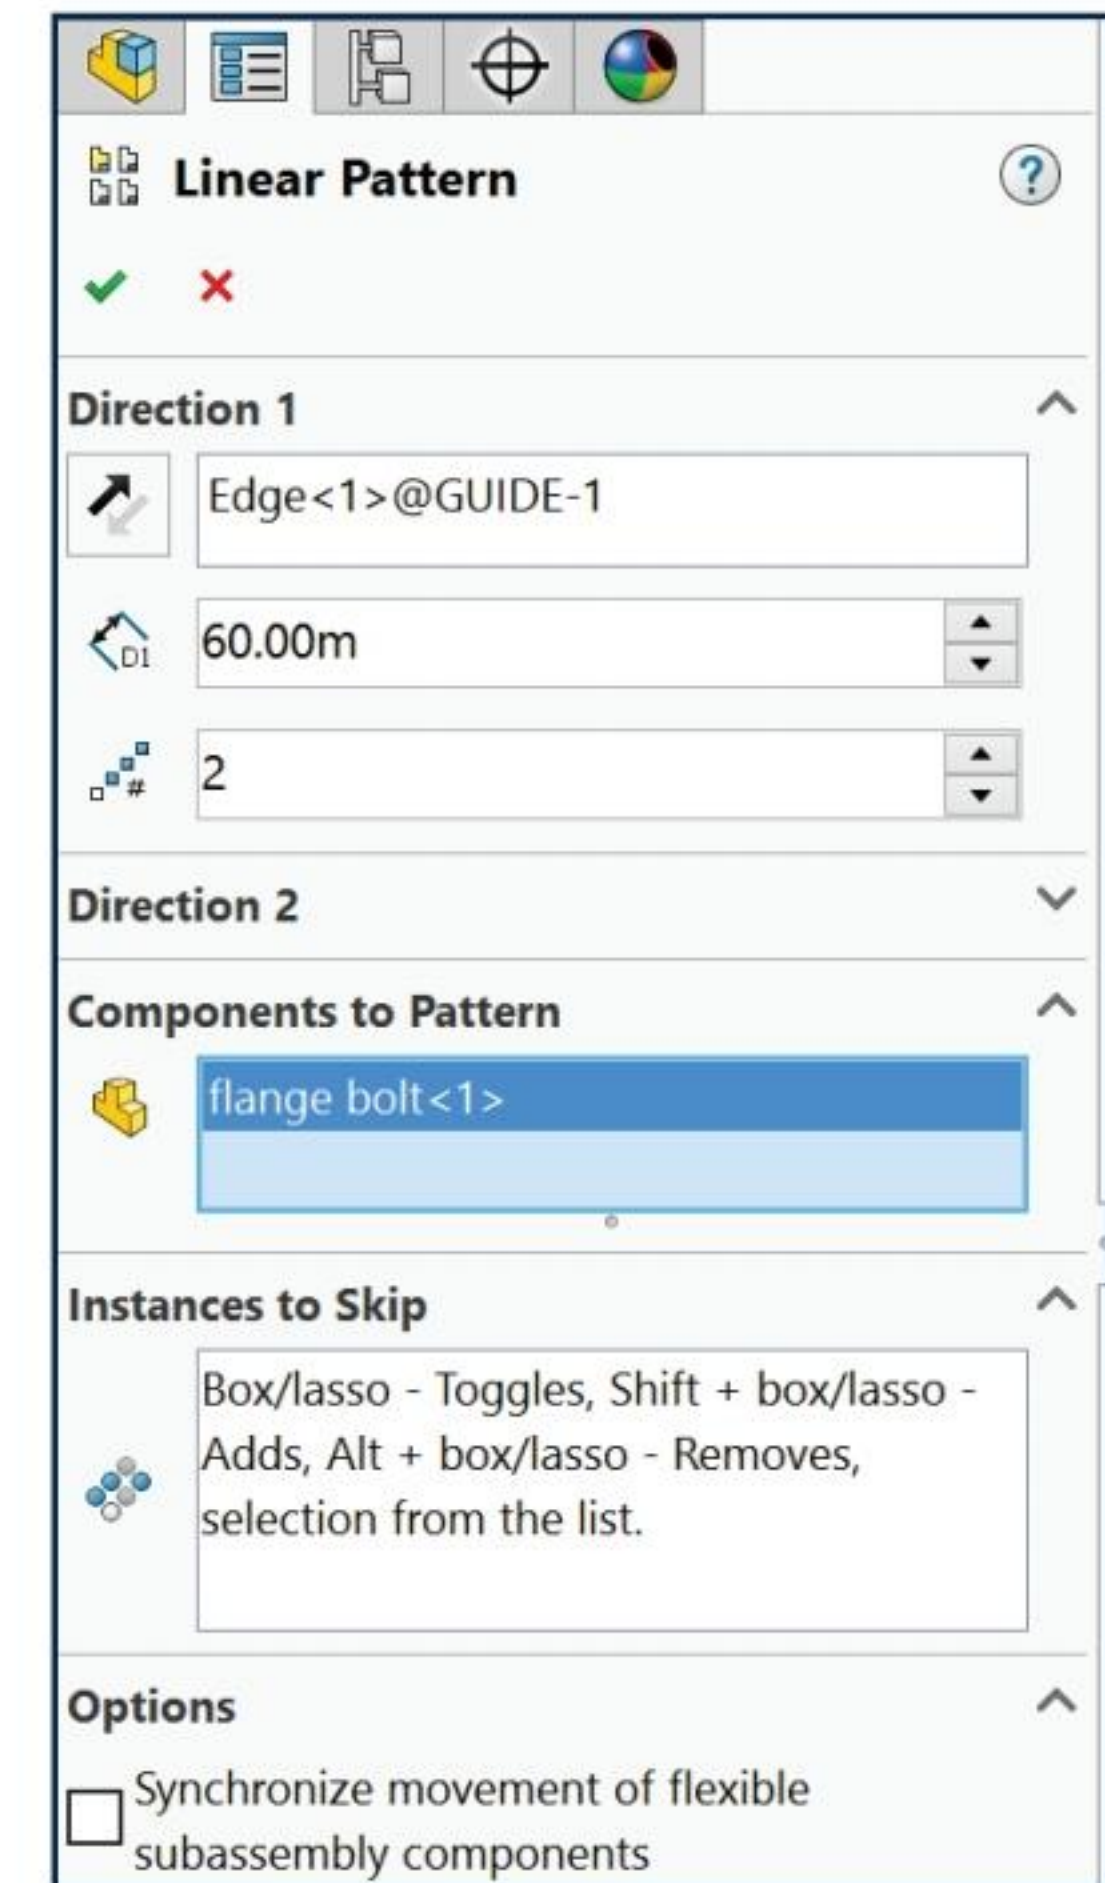 Linear Pattern
?
Direction 1
Edge<1>@GUIDE-1
D1
60.00m
#
2
Direction 2
Components to Pattern
flange bolt<1>
Instances to Skip
Box/lasso - Toggles, Shift + box/lasso -
Adds, Alt + box/lasso - Removes,
selection from the list.
Options
Synchronize movement of flexible
subassembly components